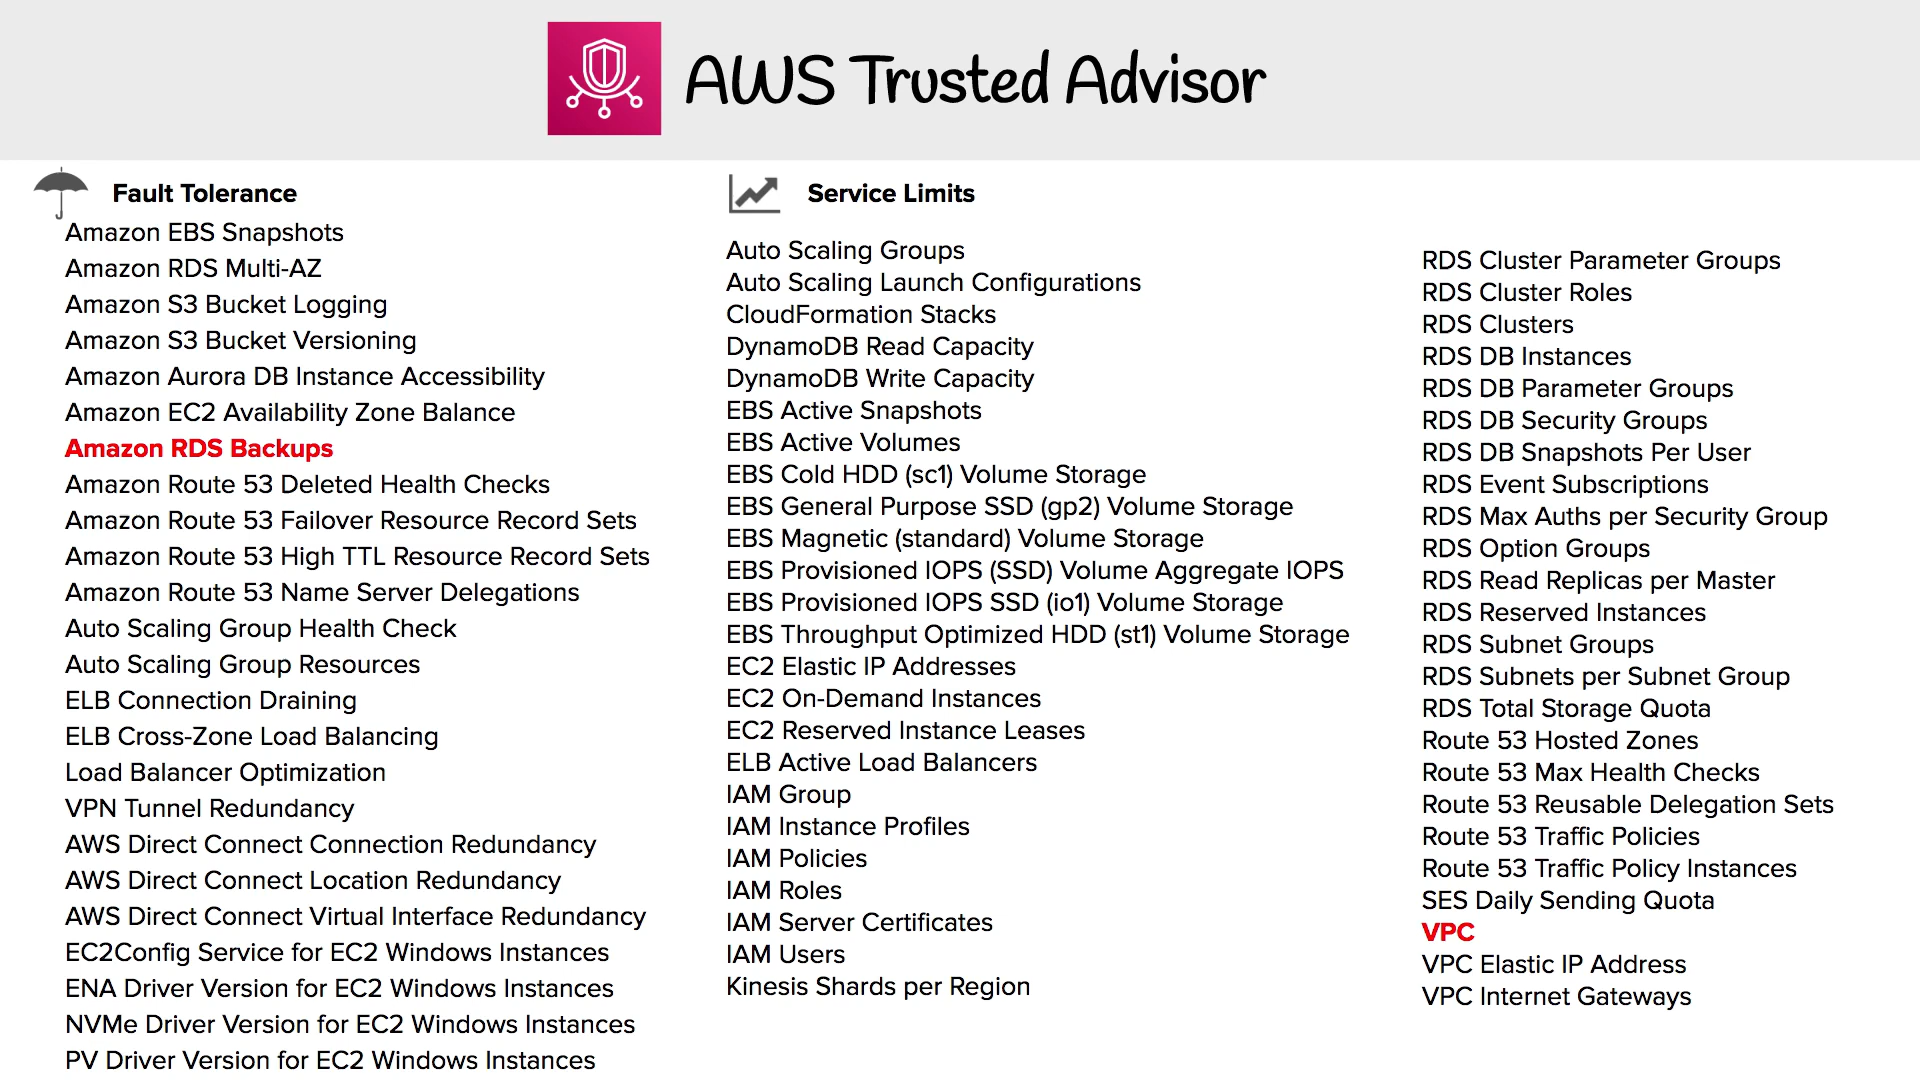 AWS Trusted Advisor
Fault Tolerance
Amazon EBS Snapshots
Amazon RDS Multi-AZ
Amazon S3 Bucket Logging
Amazon S3 Bucket Versioning
Amazon Aurora DB Instance Accessibility
Amazon EC2 Availability Zone Balance
Amazon RDS Backups
Amazon Route 53 Deleted Health Checks
Amazon Route 53 Failover Resource Record Sets
Amazon Route 53 High TTL Resource Record Sets
Amazon Route 53 Name Server Delegations
Auto Scaling Group Health Check
Auto Scaling Group Resources
ELB Connection Draining
ELB Cross-Zone Load Balancing
Load Balancer Optimization
VPN Tunnel Redundancy
AWS Direct Connect Connection Redundancy
AWS Direct Connect Location Redundancy
AWS Direct Connect Virtual Interface Redundancy
EC2Config Service for EC2 Windows Instances
ENA Driver Version for EC2 Windows Instances
NVMe Driver Version for EC2 Windows Instances
PV Driver Version for EC2 Windows Instances
Service Limits
Auto Scaling Groups
Auto Scaling Launch Configurations
CloudFormation Stacks
DynamoDB Read Capacity
DynamoDB Write Capacity
EBS Active Snapshots
EBS Active Volumes
EBS Cold HDD (sc1) Volume Storage
EBS General Purpose SSD (gp2) Volume Storage
EBS Magnetic (standard) Volume Storage
EBS Provisioned IOPS (SSD) Volume Aggregate IOPS
EBS Provisioned IOPS SSD (io1) Volume Storage
EBS Throughput Optimized HDD (st1) Volume Storage
EC2 Elastic IP Addresses
EC2 On-Demand Instances
EC2 Reserved Instance Leases
ELB Active Load Balancers
IAM Group
IAM Instance Profiles
IAM Policies
IAM Roles
IAM Server Certificates
IAM Users
Kinesis Shards per Region
RDS Cluster Parameter Groups
RDS Cluster Roles
RDS Clusters
RDS DB Instances
RDS DB Parameter Groups
RDS DB Security Groups
RDS DB Snapshots Per User
RDS Event Subscriptions
RDS Max Auths per Security Group
RDS Option Groups
RDS Read Replicas per Master
RDS Reserved Instances
RDS Subnet Groups
RDS Subnets per Subnet Group
RDS Total Storage Quota
Route 53 Hosted Zones
Route 53 Max Health Checks
Route 53 Reusable Delegation Sets
Route 53 Traffic Policies
Route 53 Traffic Policy Instances
SES Daily Sending Quota
VPC
VPC Elastic IP Address
VPC Internet Gateways